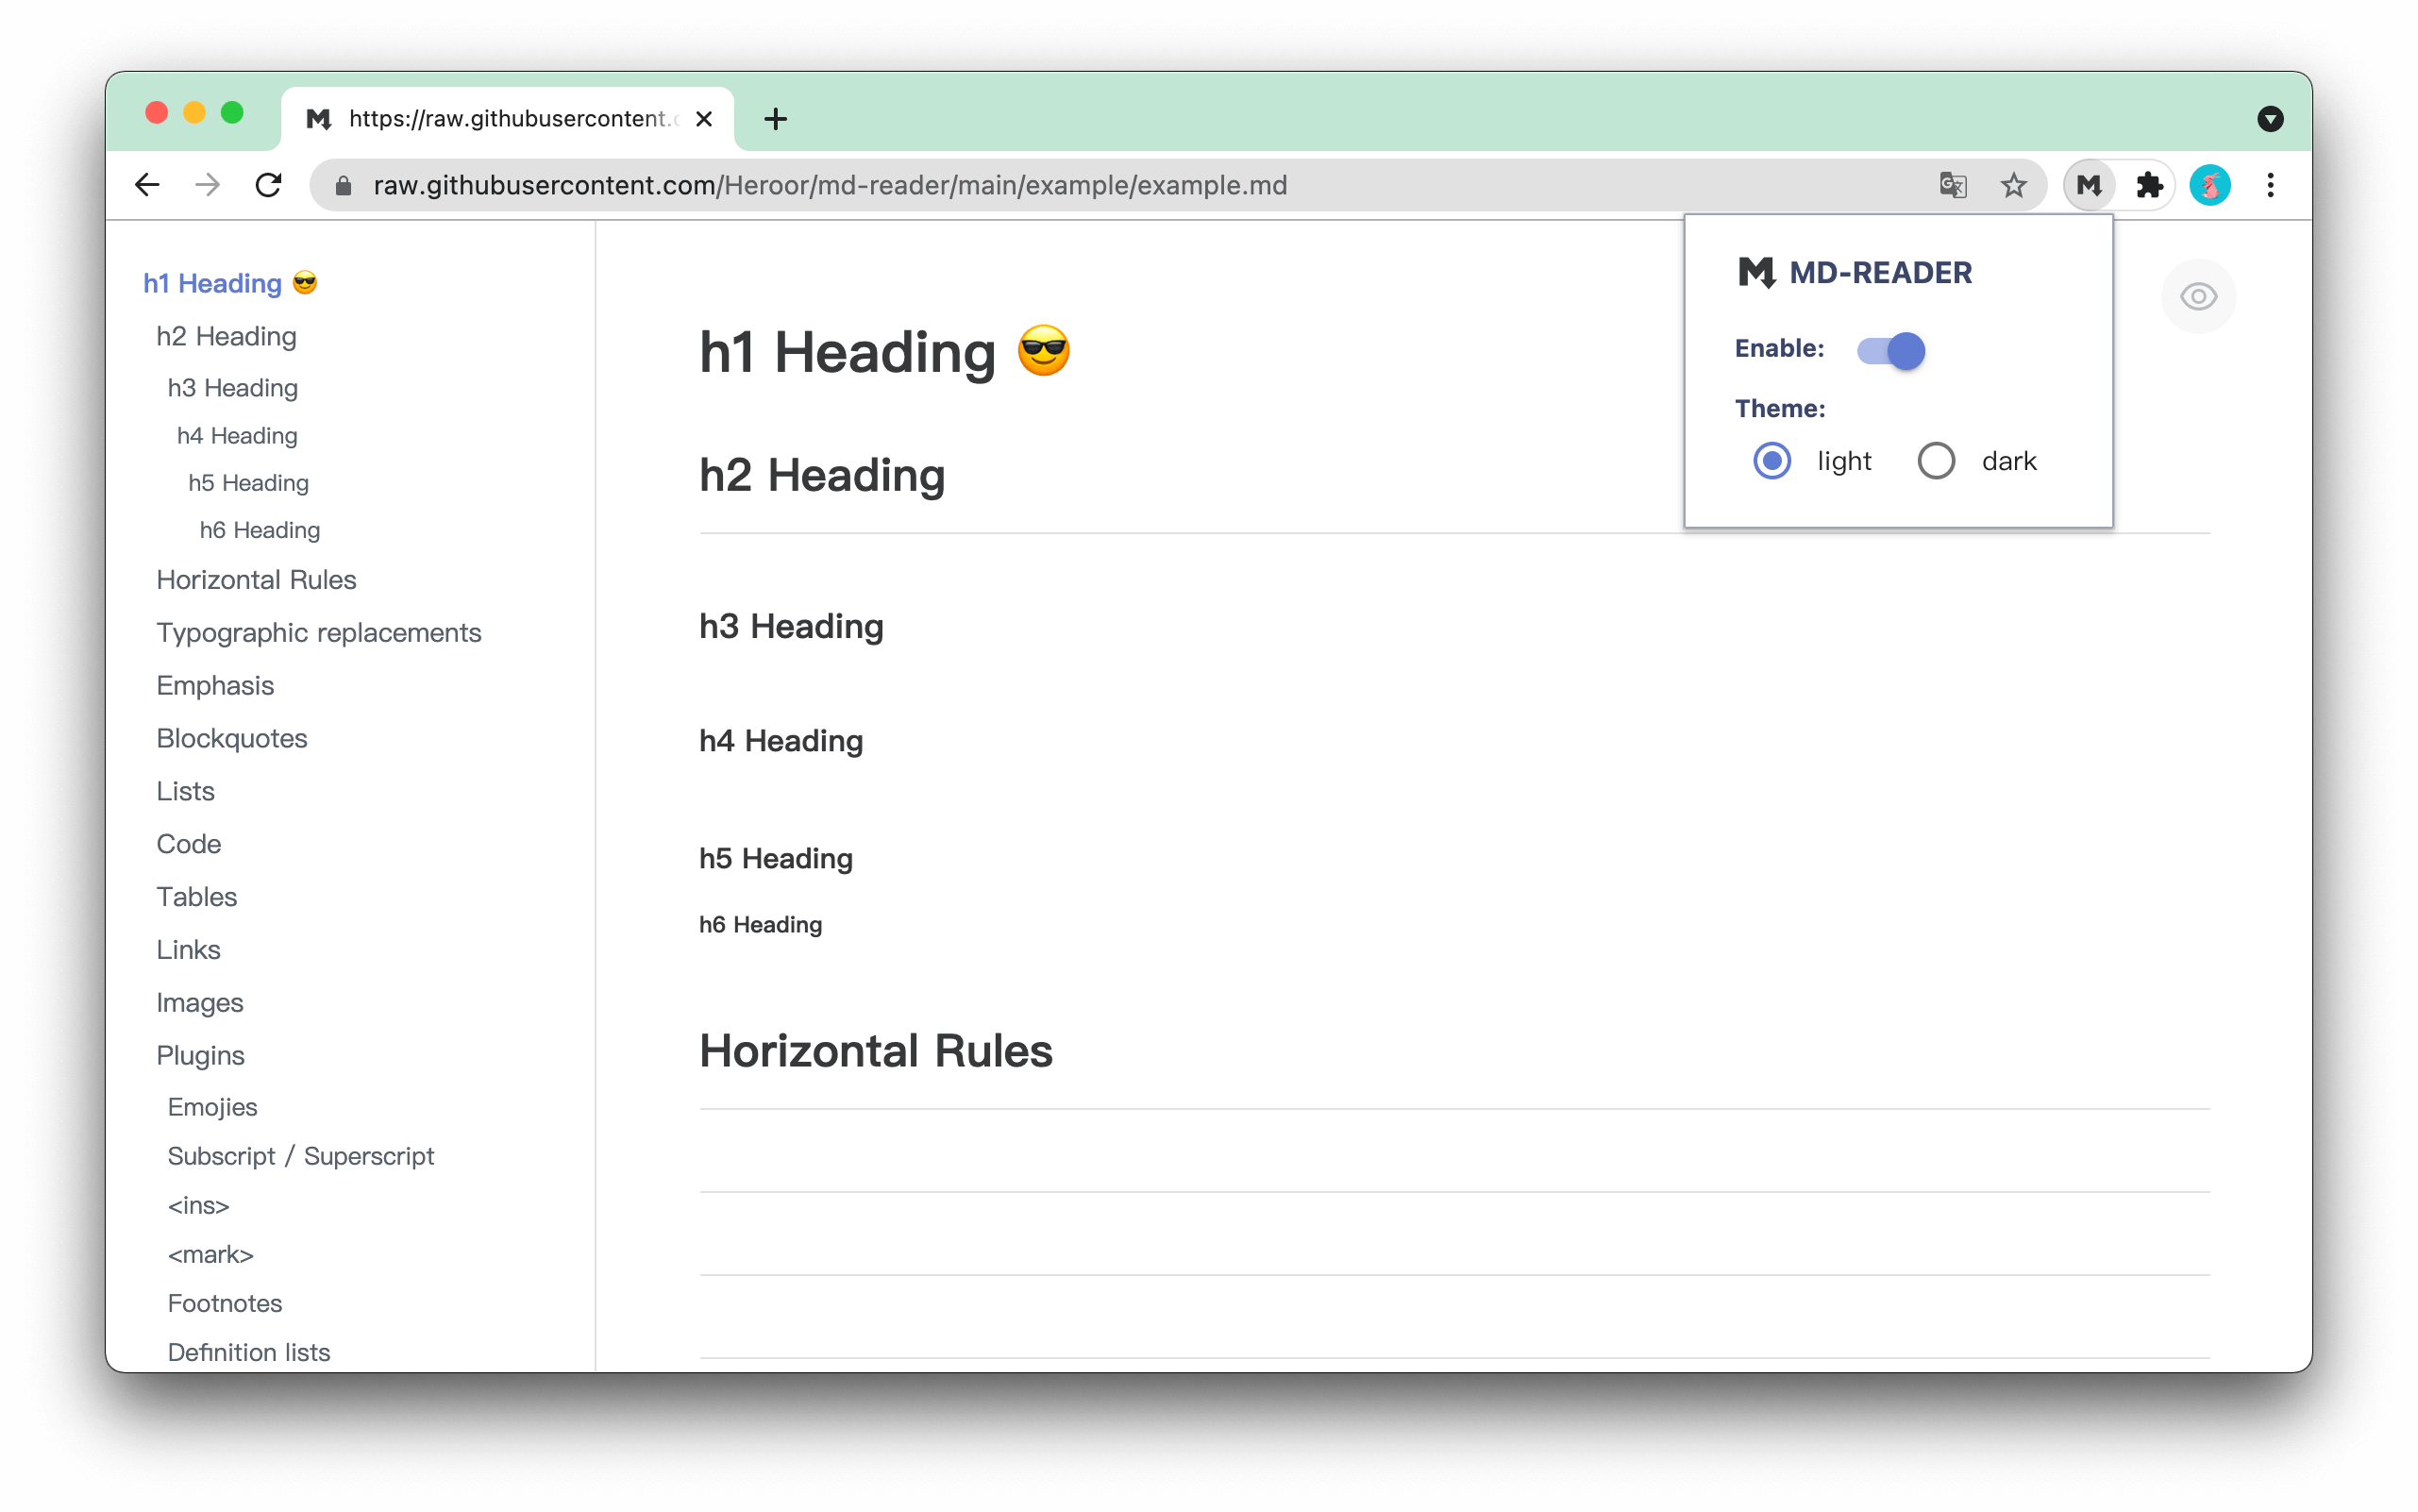 https://raw.githubusercontent.
raw.githubusercontent.com/Heroor/md-reader/main/example/example.md
MD-READER
Enable:
Theme:
light dark
h1 Heading 😎
h2 Heading
h3 Heading
h4 Heading
h5 Heading
h6 Heading
Horizontal Rules
Typographic replacements
Emphasis
Blockquotes
Lists
Code
Tables
Links
Images
Plugins
Emojies
Subscript / Superscript
<ins>
<mark>
Footnotes
Definition lists
h1 Heading 😎
h2 Heading
h3 Heading
h4 Heading
h5 Heading
h6 Heading
Horizontal Rules